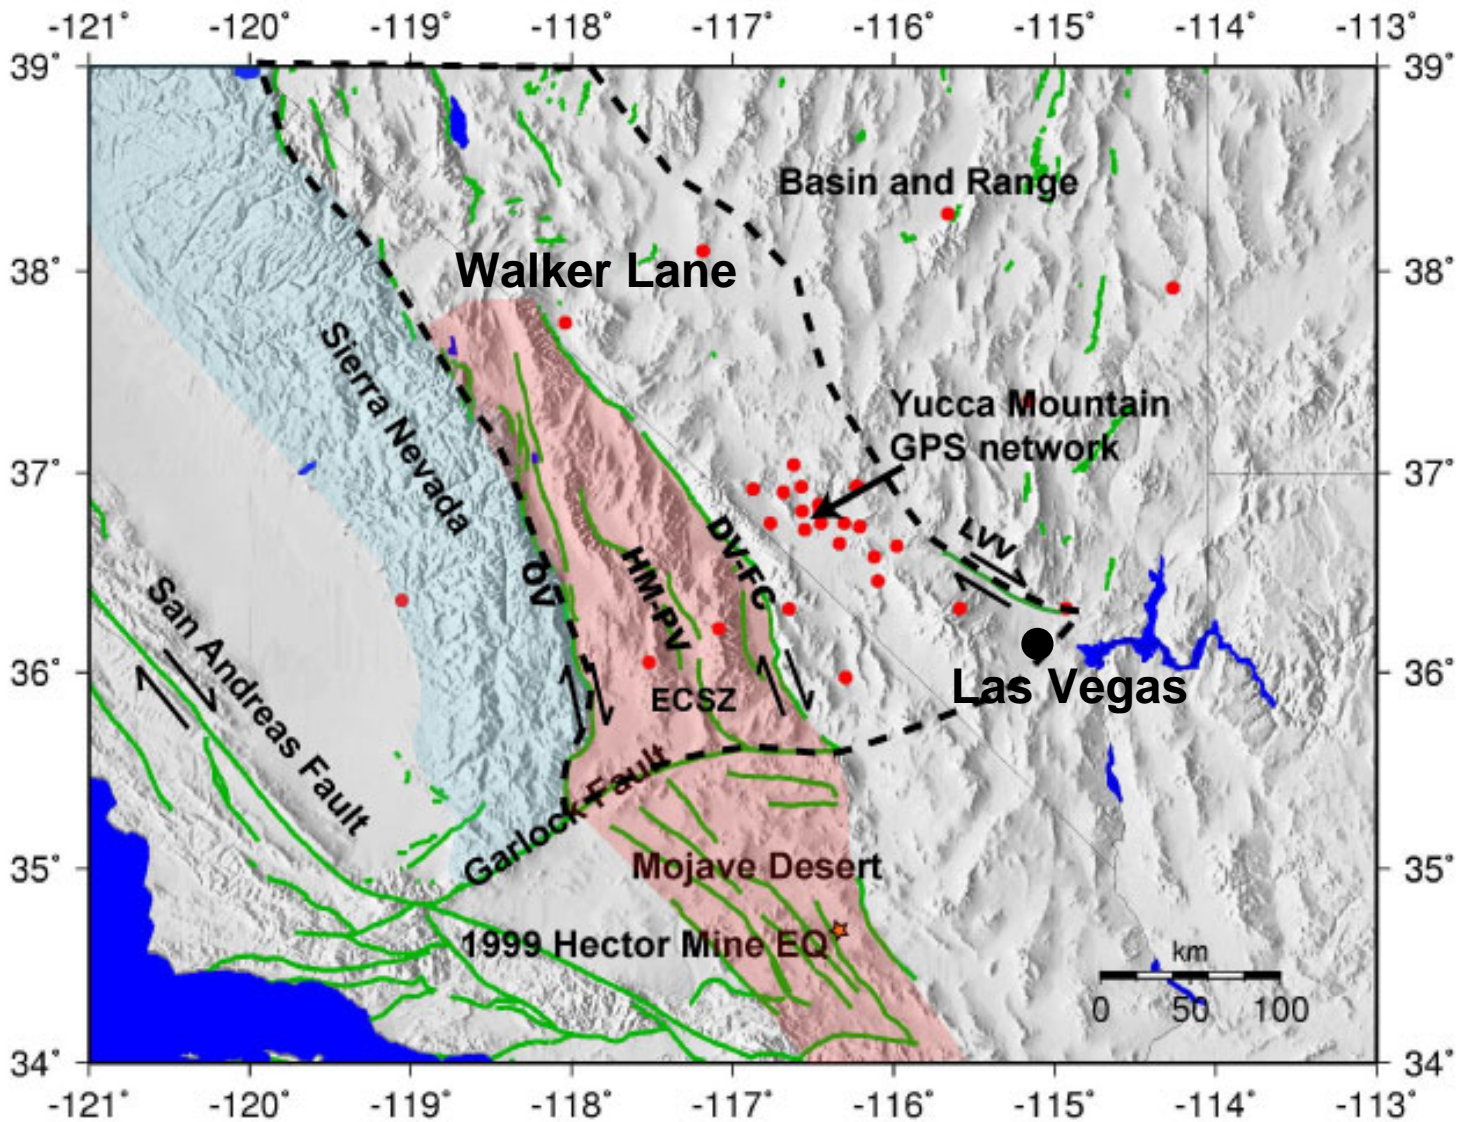 -121° -120° -119° -118° -117° -116° -115° -114° -113°
39° 39°
Basin and Range
38° 38°
Walker Lane
Sierra Nevada
Yucca Mountain
GPS network
37° 37°
LVV
DV-FC
OV
HM-PV
San Andreas Fault
36° 36°
Las Vegas
ECSZ
Garlock Fault
35° 35°
Mojave Desert
1999 Hector Mine EQ
km
0 50 100
34° 34°
-121° -120° -119° -118° -117° -116° -115° -114° -113°